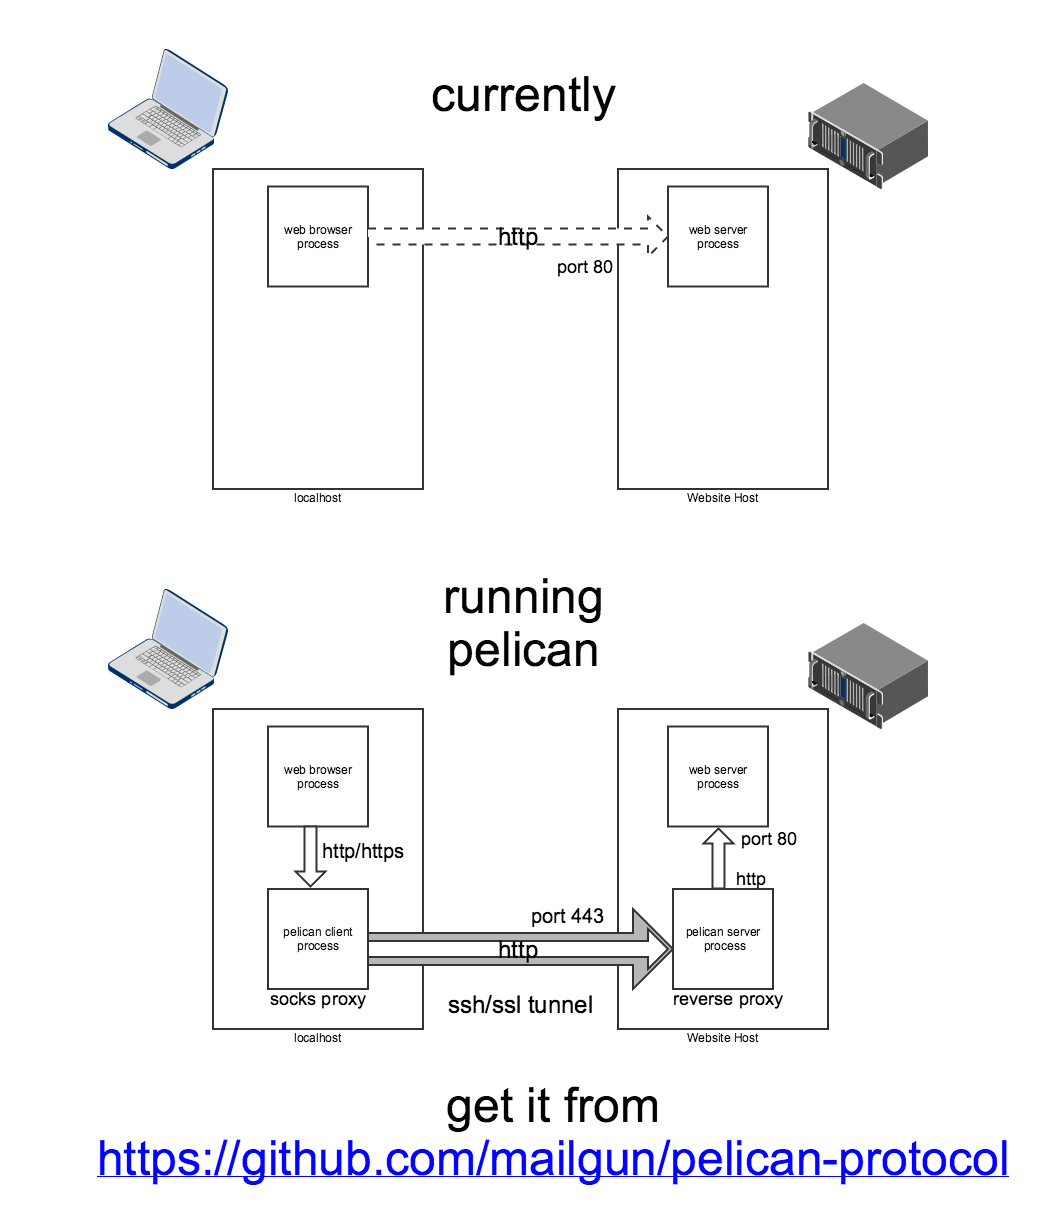 currently
web browser
process
http
web server
process
port 80
localhost
Website Host
running
pelican
web browser
process
web server
process
http/https
port 80
http
pelican client
process
port 443
http
pelican server
process
socks proxy
ssh/ssl tunnel
reverse proxy
localhost
Website Host
get it from
https://github.com/mailgun/pelican-protocol